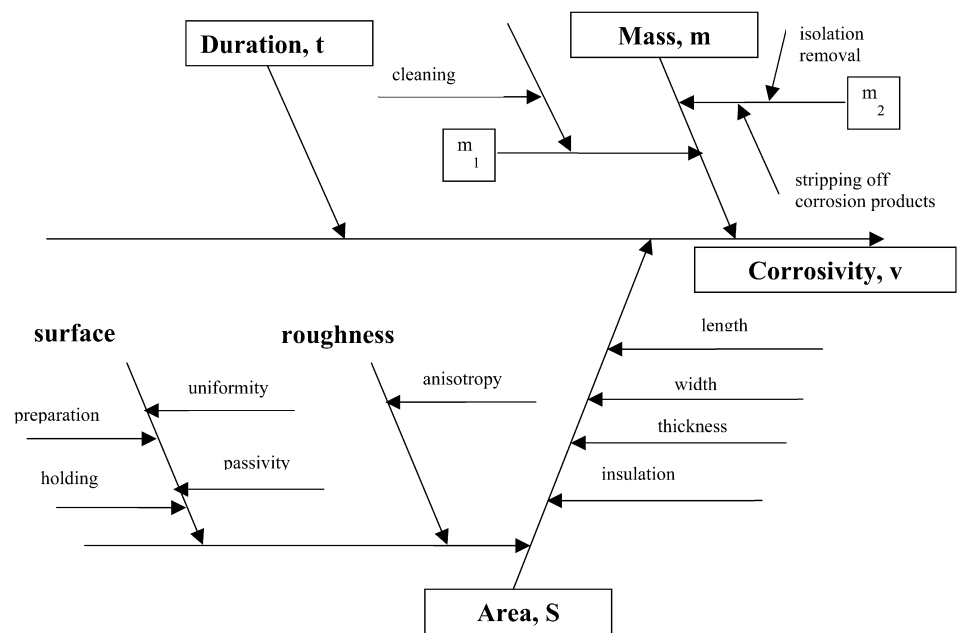 Duration, t
Mass, m
isolation
removal
cleaning
m
2
m
1
stripping off
corrosion products
Corrosivity, v
surface
roughness
length
uniformity
anisotropy
width
preparation
thickness
passivity
holding
insulation
Area, S